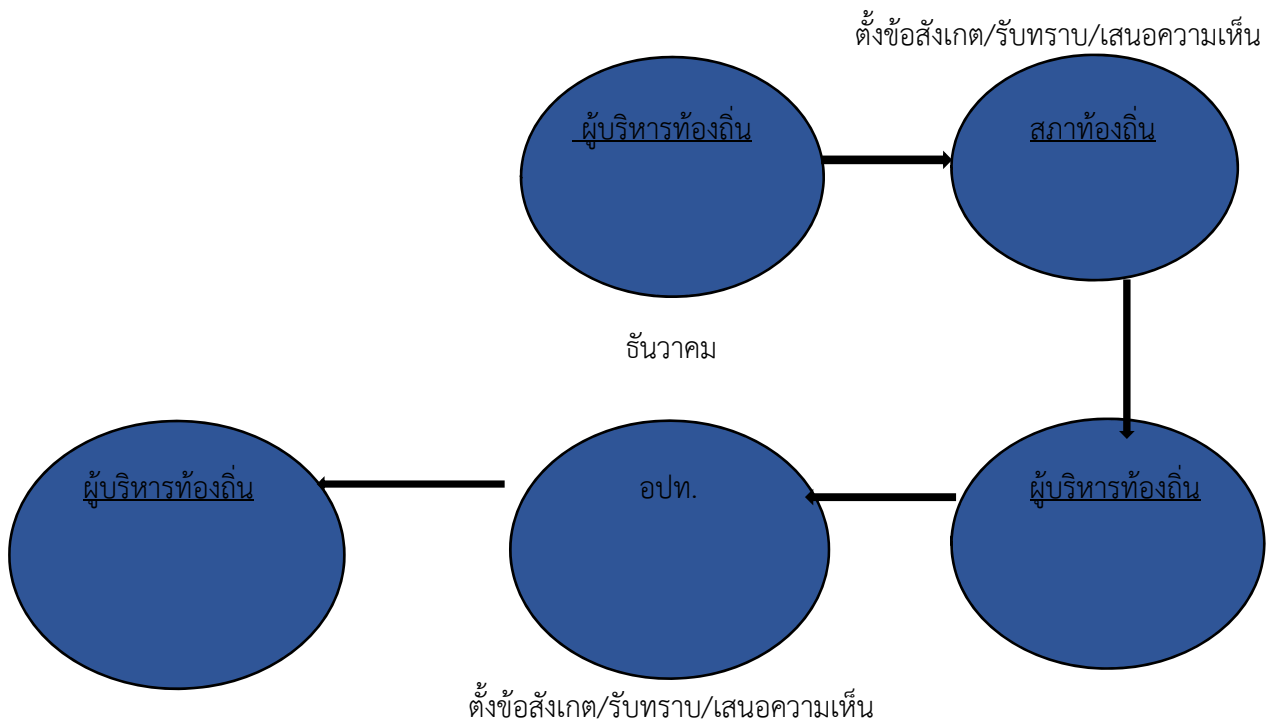 ตั้งข้อสังเกต/รับทราบ/เสนอความเห็น
ผู้บริหารท้องถิ่น
สภาท้องถิ่น
ธันวาคม
ผู้บริหารท้องถิ่น
อปท.
ผู้บริหารท้องถิ่น
ตั้งข้อสังเกต/รับทราบ/เสนอความเห็น